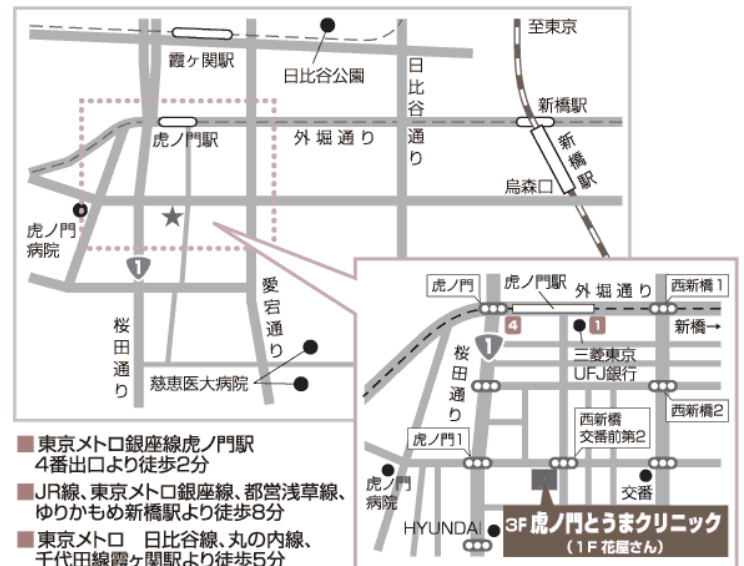 至東京
霞ヶ関駅
日比谷公園
日比谷通り
新橋駅
虎ノ門駅
外堀通り
新橋駅
烏森口
虎ノ門
病院
1
愛宕通り
桜田通り
慈恵医大病院
虎ノ門
虎ノ門駅
外堀通り
西新橋1
4
1
新橋→
1
三菱東京
UFJ銀行
桜田通り
西新橋2
西新橋
交番前第2
虎ノ門1
虎ノ門
病院
交番
HYUNDAI
3F 虎ノ門とうまクリニック
(1F 花屋さん)
■東京メトロ銀座線虎ノ門駅
4番出口より徒歩2分
■JR線、東京メトロ銀座線、都営浅草線、
ゆりかもめ新橋駅より徒歩8分
■東京メトロ 日比谷線、丸の内線、
千代田線霞ヶ関駅より徒歩5分